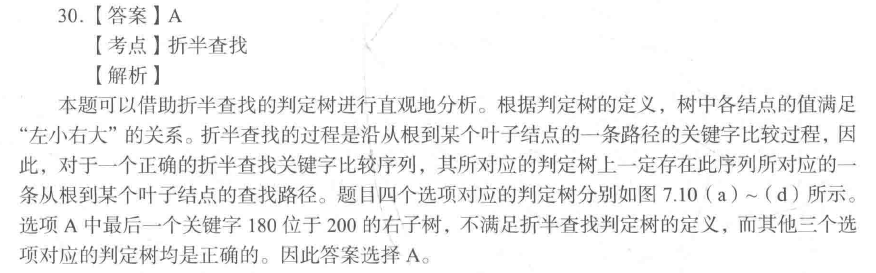 30.【答案】A
【考点】折半查找
【解析】
本题可以借助折半查找的判定树进行直观地分析。根据判定树的定义，树中各结点的值满足
“左小右大”的关系。折半查找的过程是沿从根到某个叶子结点的一条路径的关键字比较过程，因
此，对于一个正确的折半查找关键字比较序列，其所对应的判定树上一定存在此序列所对应的一
条从根到某个叶子结点的查找路径。题目四个选项对应的判定树分别如图 7.10（a）~（d）所示。
选项 A 中最后一个关键字 180 位于 200 的右子树，不满足折半查找判定树的定义，而其他三个选
项对应的判定树均是正确的。因此答案选择 A。